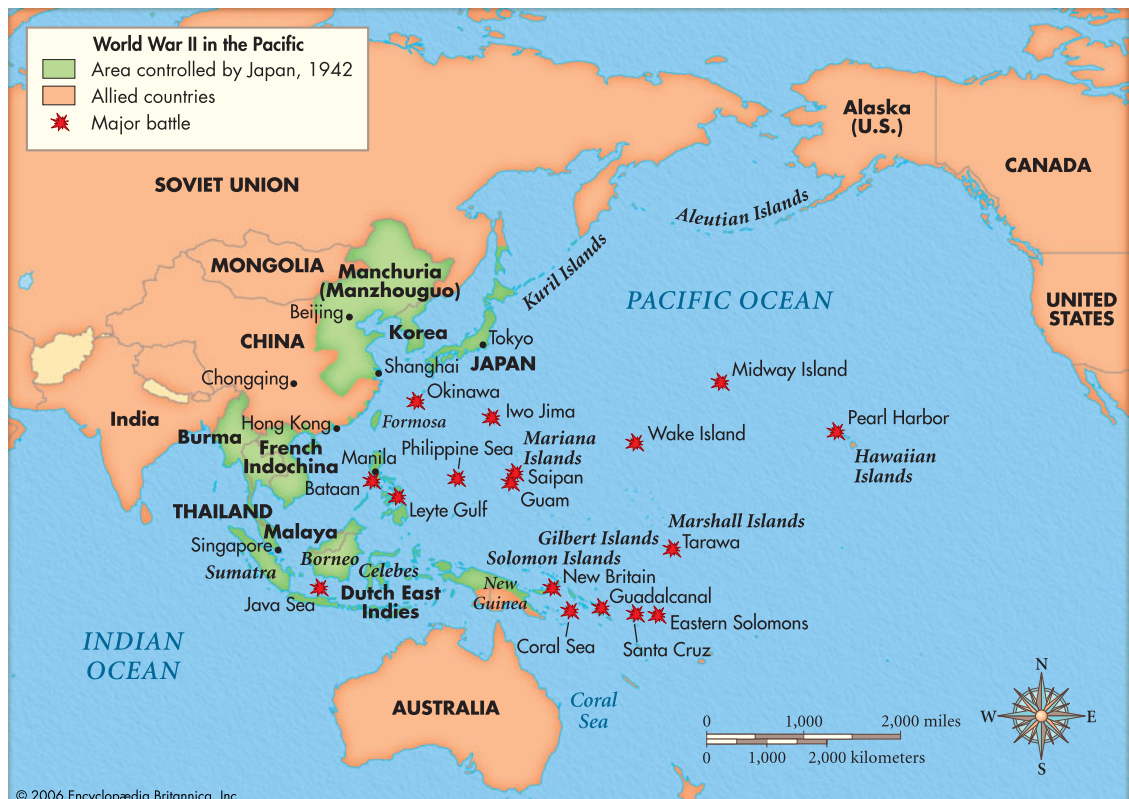 World War II in the Pacific
Area controlled by Japan, 1942
Allied countries
Major battle
Alaska
(U.S.)
CANADA
SOVIET UNION
Aleutian Islands
Kuril Islands
MONGOLIA
Manchuria
(Manzhouguo)
PACIFIC OCEAN
UNITED
STATES
Beijing
Korea
CHINA
Tokyo
JAPAN
Shanghai
Midway Island
Chongqing
Okinawa
Iwo Jima
India
Formosa
Pearl Harbor
Hong Kong
Burma
Wake Island
Mariana
Islands
French
Indochina
Philippine Sea
Hawaiian
Islands
Manila
Saipan
Bataan
Guam
Leyte Gulf
THAILAND
Marshall Islands
Malaya
Gilbert Islands
Tarawa
Singapore
Borneo
Solomon Islands
Sumatra
Celebes
New Britain
New
Guinea
Java Sea
Dutch East
Indies
Guadalcanal
Eastern Solomons
Coral Sea
Santa Cruz
INDIAN
OCEAN
AUSTRALIA
Coral
Sea
N
W
E
S
0 1,000 2,000 miles
0 1,000 2,000 kilometers
© 2006 Encyclopædia Britannica, Inc.